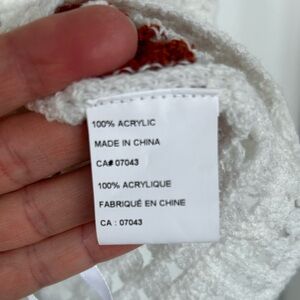 100% ACRYLIC
MADE IN CHINA
CA# 07043
100% ACRYLIQUE
FABRIQUÉ EN CHINE
CA : 07043